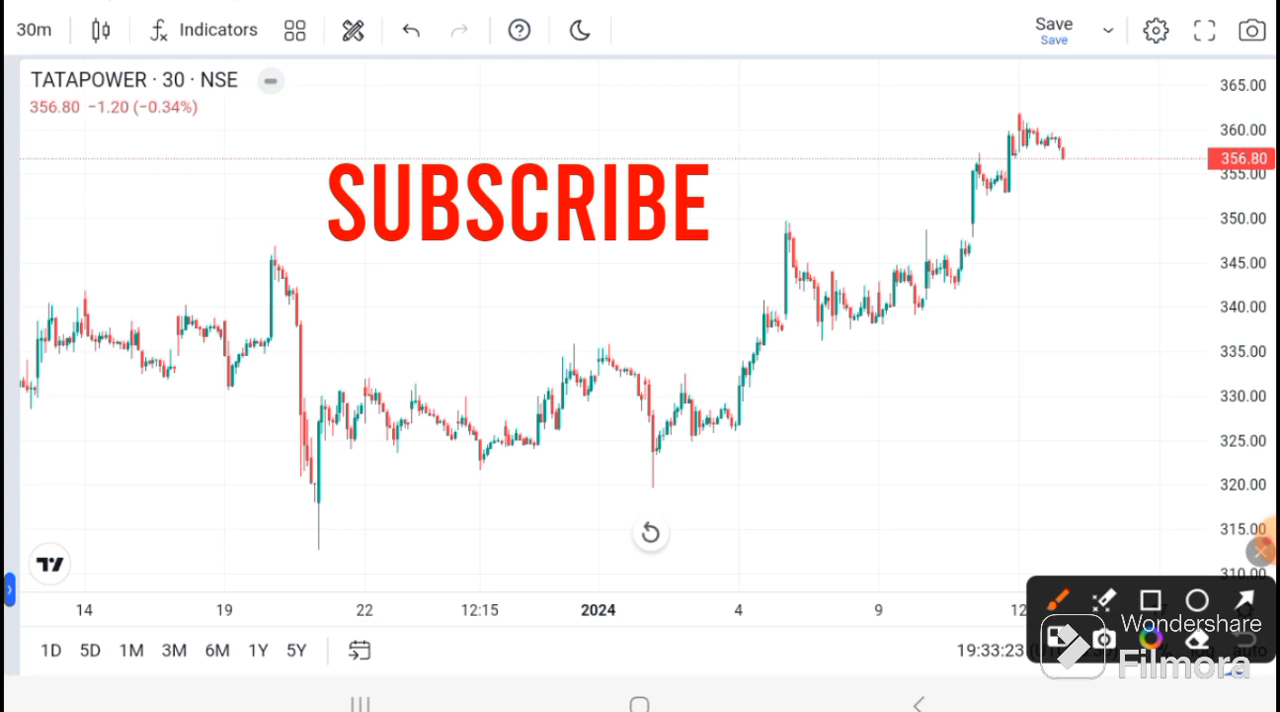 30m Indicators Save
Save
TATAPOWER · 30 · NSE
356.80 −1.20 (−0.34%)
SUBSCRIBE
365.00
360.00
356.80
355.00
350.00
345.00
340.00
335.00
330.00
325.00
320.00
315.00
310.00
14 19 22 12:15 2024 4 9
1D 5D 1M 3M 6M 1Y 5Y 19:33:23 auto
Wondershare
Filmora